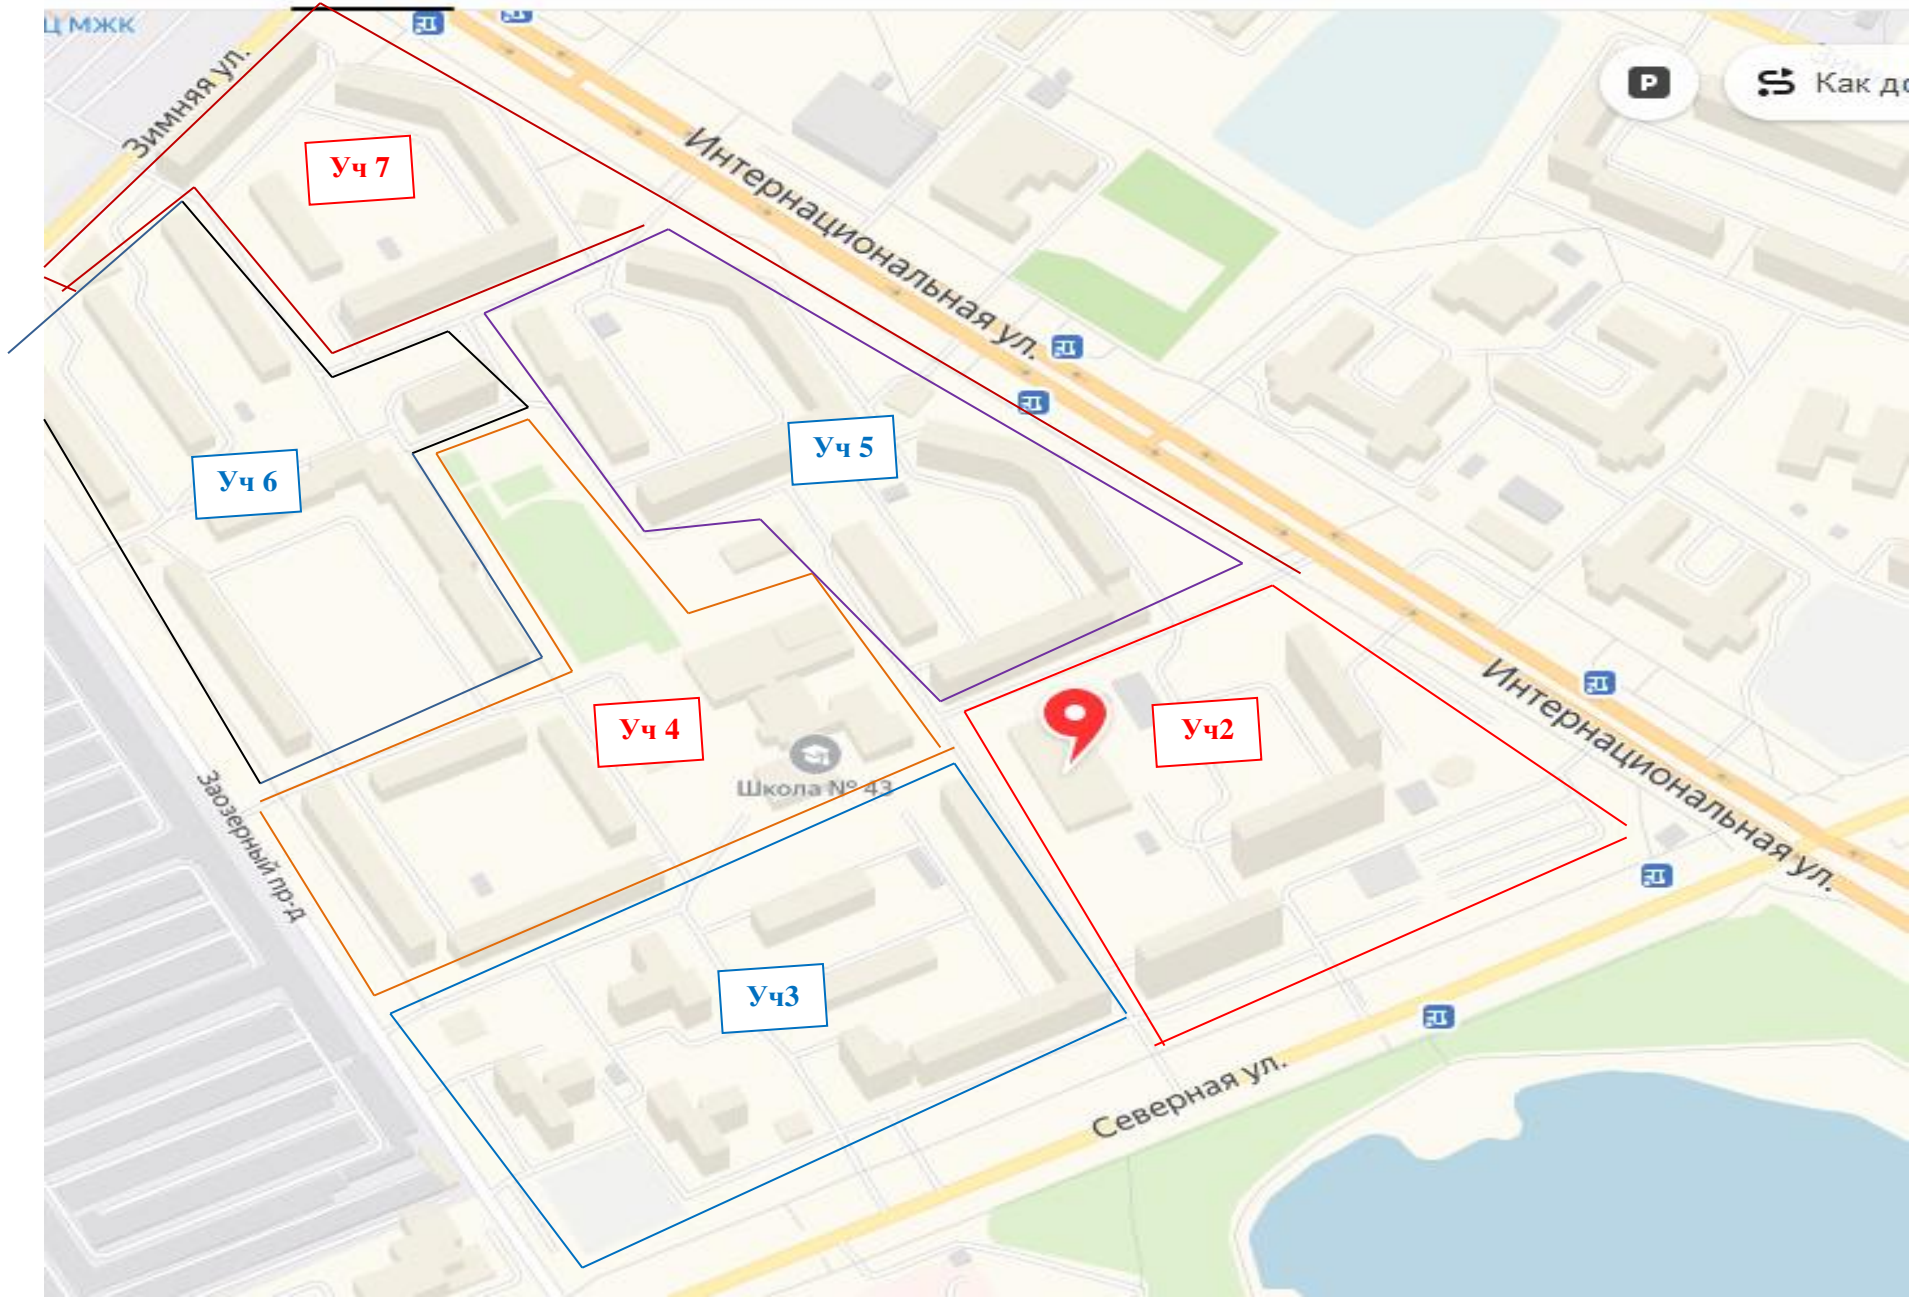 Ц МЖК
Зимняя ул.
P
Как до
Уч 7
Интернациональная ул.
Уч 5
Уч 6
Уч 4
Уч2
Школа № 43
Интернациональная ул.
Заозерный пр-д
Уч3
Северная ул.